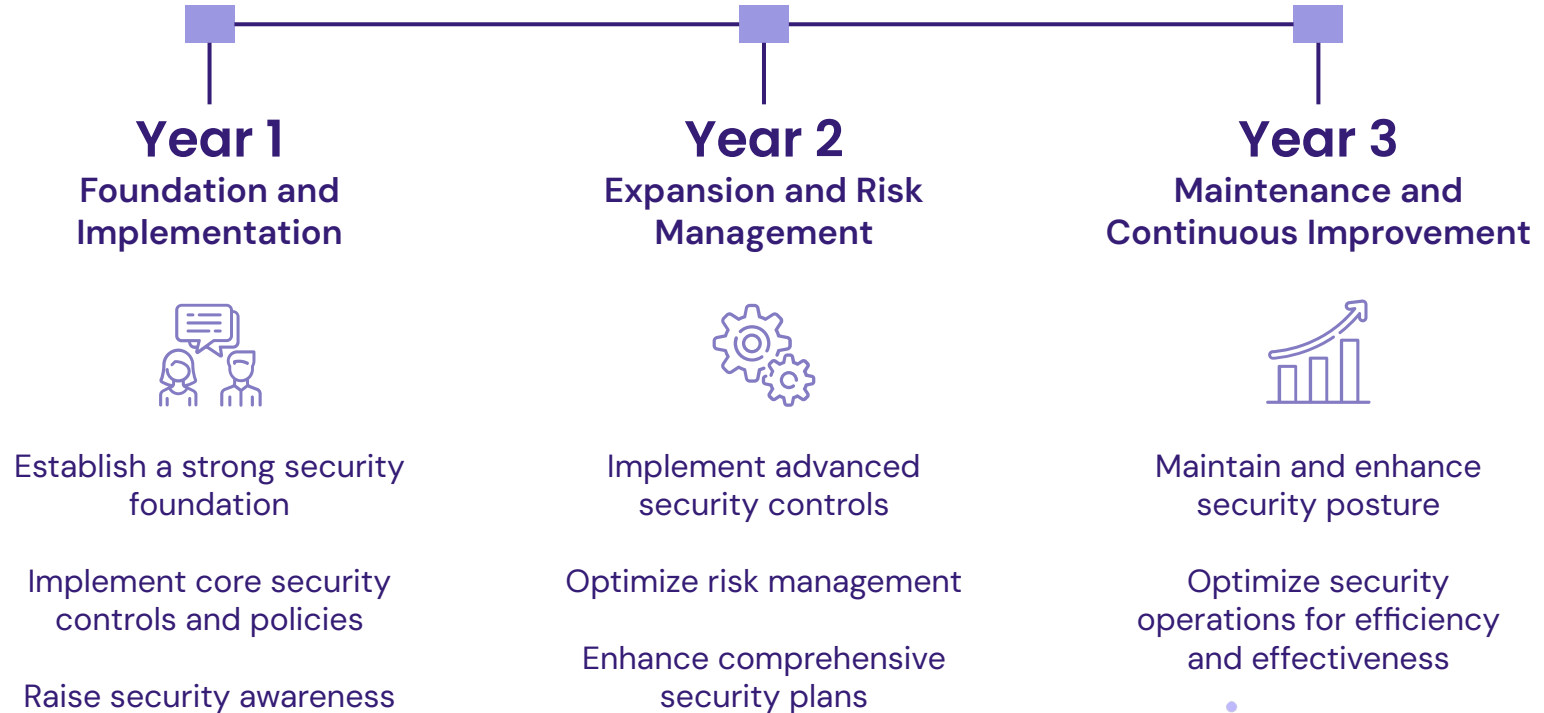 Year 1
Foundation and
Implementation
Establish a strong security
foundation
Implement core security
controls and policies
Raise security awareness
Year 2
Expansion and Risk
Management
Implement advanced
security controls
Optimize risk management
Enhance comprehensive
security plans
Year 3
Maintenance and
Continuous Improvement
Maintain and enhance
security posture
Optimize security
operations for efficiency
and effectiveness